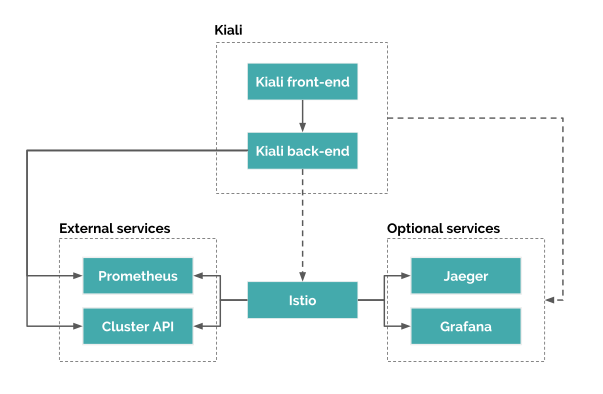 Kiali
Kiali front-end
Kiali back-end
External services
Optional services
Prometheus
Jaeger
Istio
Cluster API
Grafana